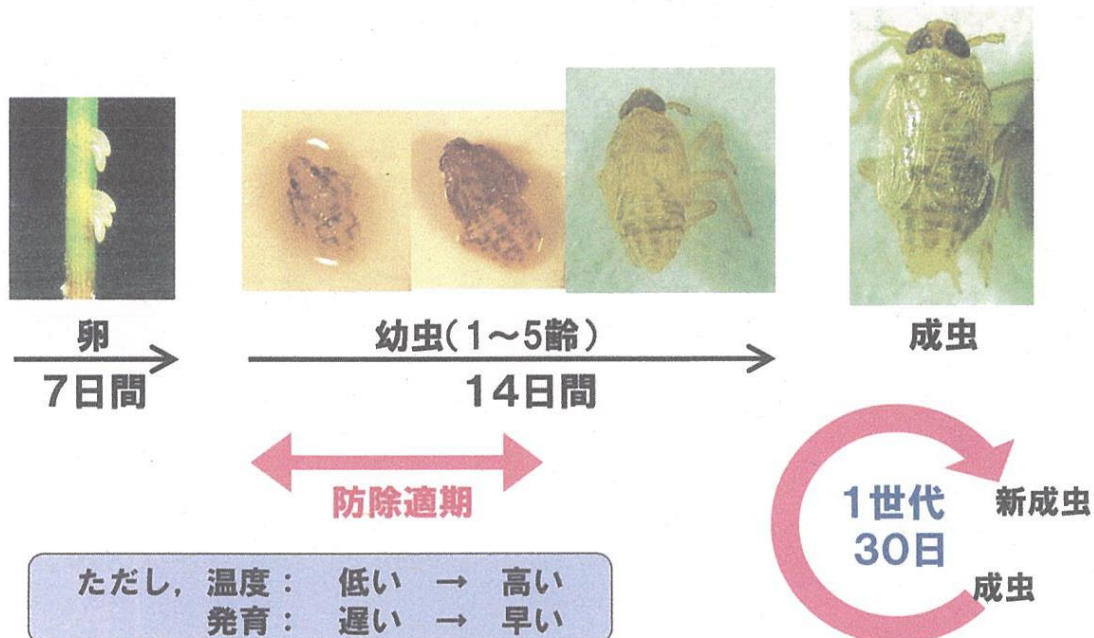 卵
7日間
幼虫(1～5齢)
14日間
成虫
防除適期
1世代
30日
新成虫
成虫
ただし，温度： 低い → 高い
発育： 遅い → 早い